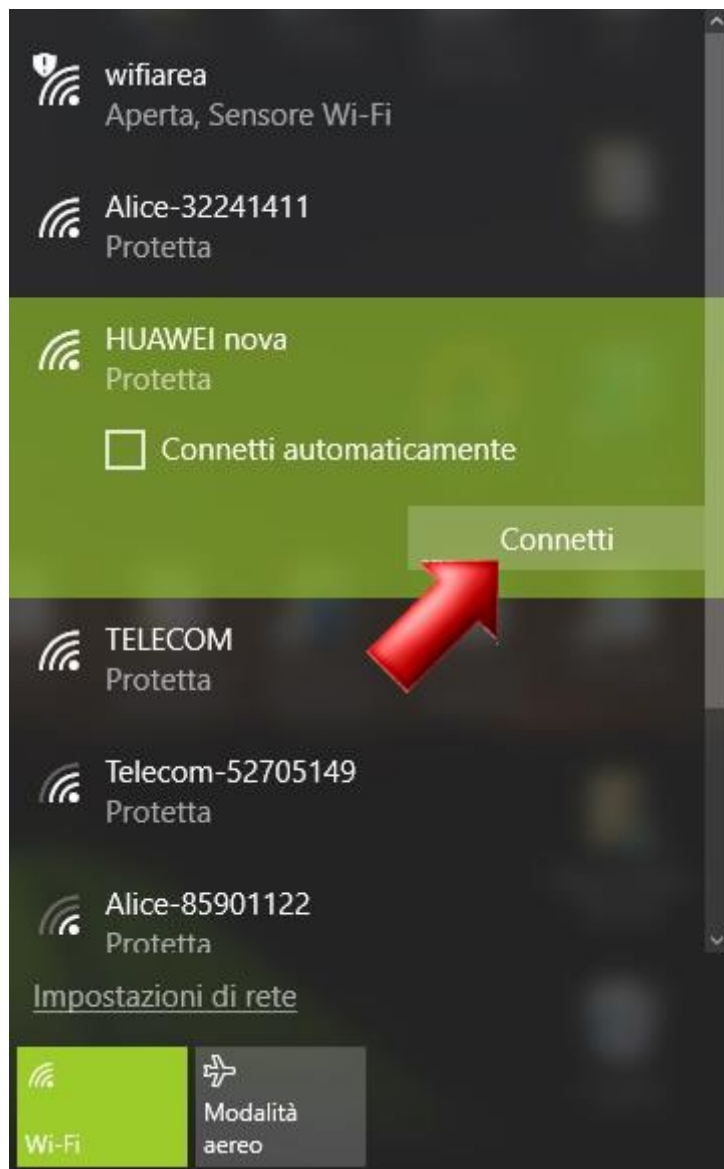 wifiarea
Aperta, Sensore Wi-Fi
Alice-32241411
Protetta
HUAWEI nova
Protetta
Connetti automaticamente
Connetti
TELECOM
Protetta
Telecom-52705149
Protetta
Alice-85901122
Protetta
Impostazioni di rete
Wi-Fi
Modalità
aereo